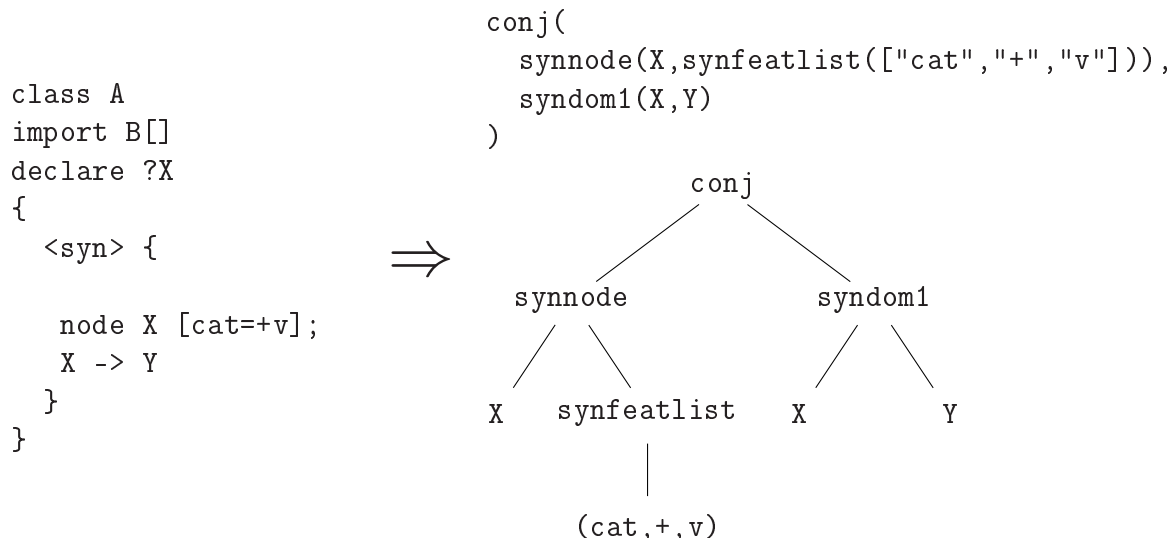 class A
import B[]
declare ?X
{
<syn> {
node X [cat=+v];
X -> Y
}
}
⇒
conj(
synnode(X,synfeatlist(["cat","+","v"])),
syndom1(X,Y)
)
conj
synnode syndom1
X synfeatlist X Y
(cat,+,v)